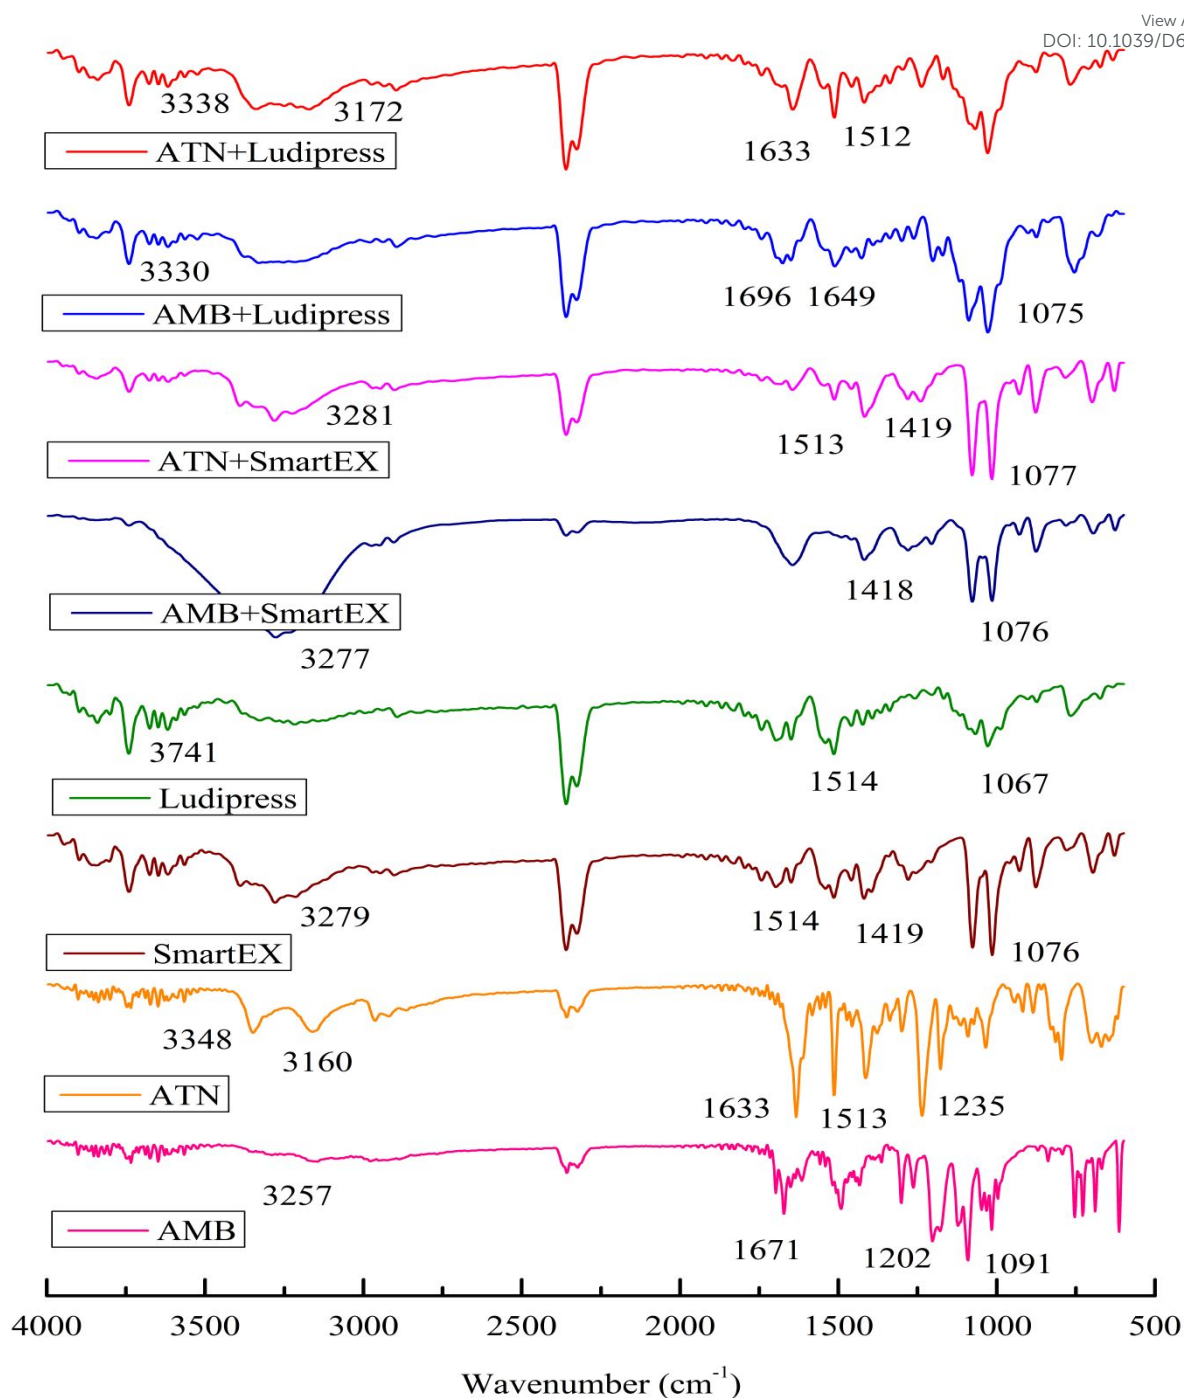 View A
DOI: 10.1039/D6
3338
3172
1633
1512
ATN+Ludipress
3330
1696
1649
1075
AMB+Ludipress
3281
1513
1419
1077
ATN+SmartEX
1418
1076
AMB+SmartEX
3277
3741
1514
1067
Ludipress
3279
1514
1419
1076
SmartEX
3348
3160
1633
1513
1235
ATN
3257
1671
1202
1091
AMB
4000 3500 3000 2500 2000 1500 1000 500
Wavenumber (cm⁻¹)